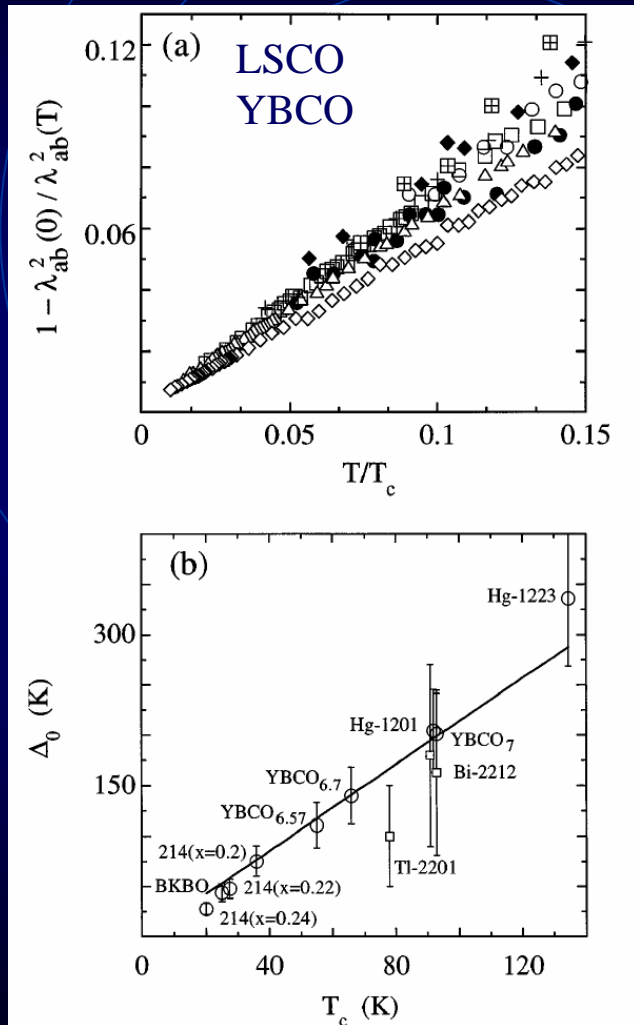 (a) LSCO
YBCO
1 − λ²ab(0) / λ²ab(T)
0.12
0.06
0 0.05 0.1 0.15
T/Tc
(b)
Δ0 (K)
300
150
Hg-1223
Hg-1201
YBCO7
Bi-2212
YBCO6.7
YBCO6.57
Tl-2201
214(x=0.2)
BKBO
214(x=0.22)
214(x=0.24)
0 40 80 120
Tc (K)